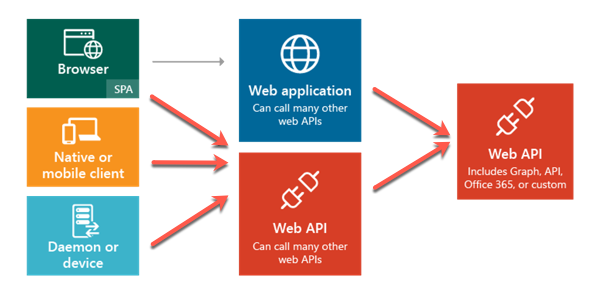 Browser
SPA
Native or
mobile client
Daemon or
device
Web application
Can call many other
web APIs
Web API
Can call many other
web APIs
Web API
Includes Graph, API,
Office 365, or custom